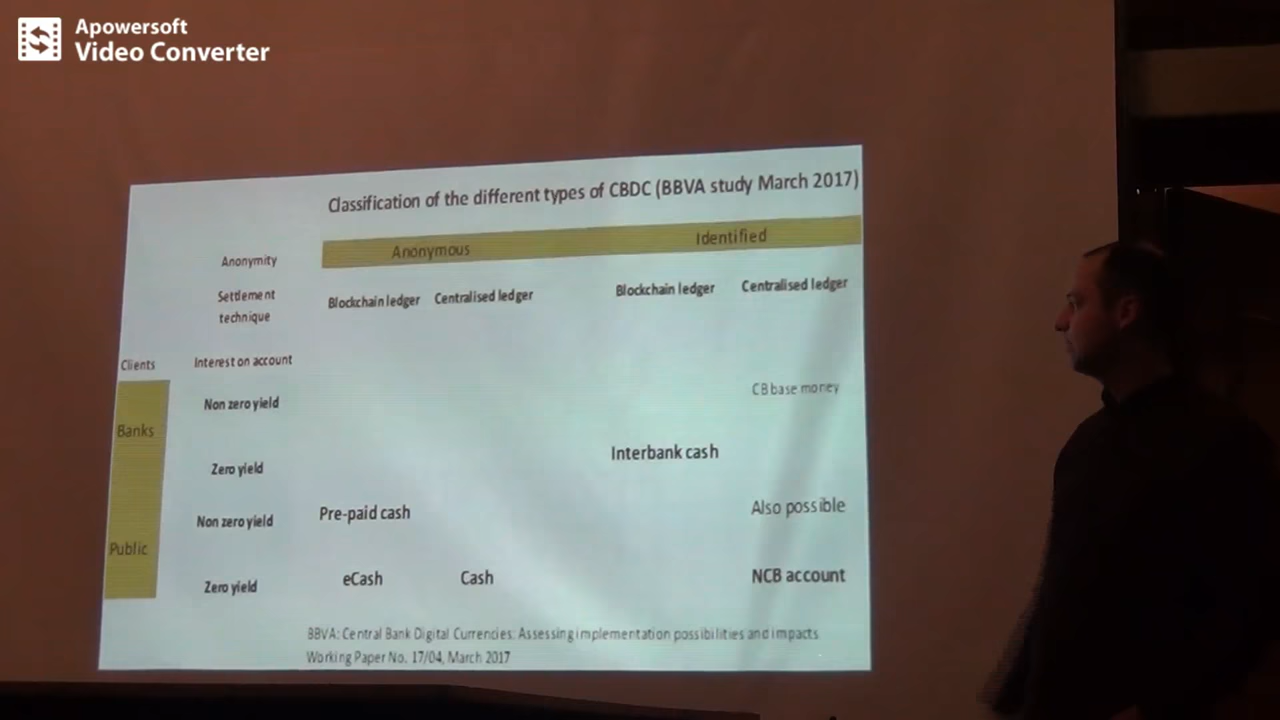 Apowersoft
Video Converter
Classification of the different types of CBDC (BBVA study March 2017)
Anonymity Anonymous Identified
Settlement
technique Blockchain ledger Centralised ledger Blockchain ledger Centralised ledger
Clients Interest on account
Non zero yield CB base money
Banks
Zero yield Interbank cash
Non zero yield Pre-paid cash Also possible
Public
Zero yield eCash Cash NCB account
BBVA: Central Bank Digital Currencies: Assessing implementation possibilities and impacts
Working Paper No. 17/04, March 2017